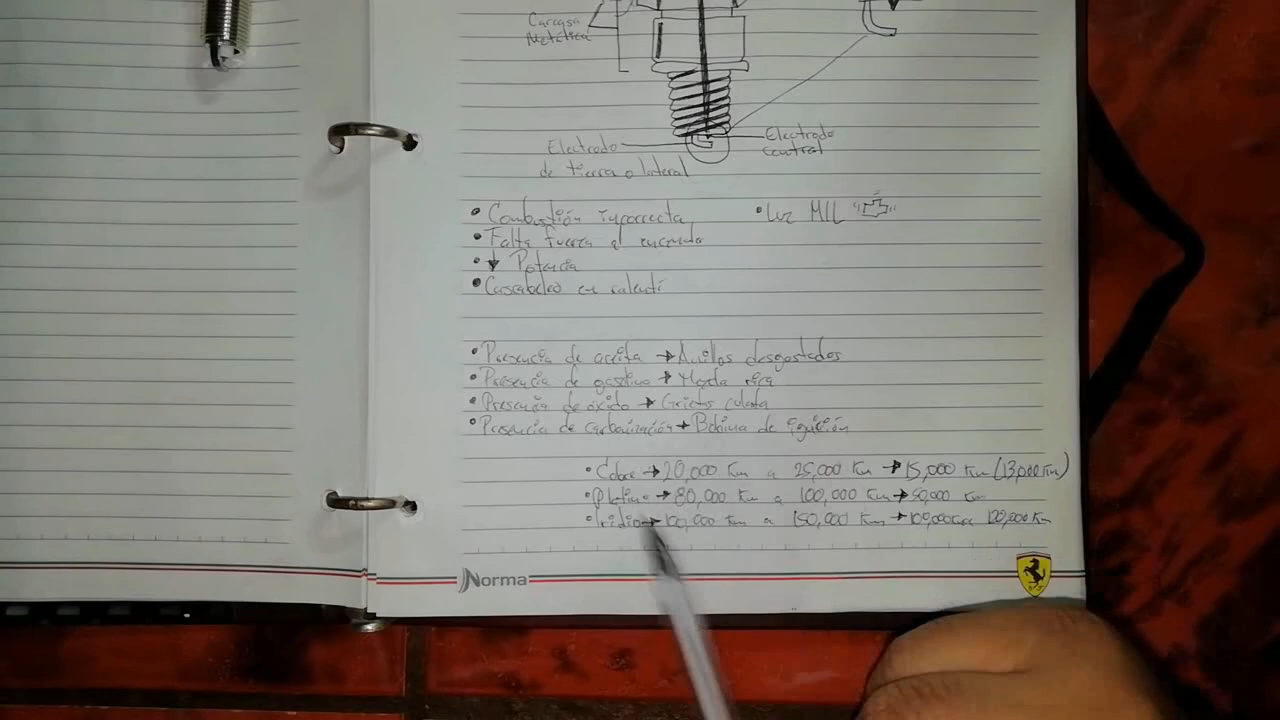 Carcasa
Metálica
Electrodo
de tierra o lateral
Electrodo
central
• Combustión incorrecta
• Luz MIL
• Falta fuerza al encender
• ↓ Potencia
• Cascabeleo en ralentí
• Presencia de aceite → Anillos desgastados
• Presencia de gasolina → Mezcla rica
• Presencia de óxido → Grietas culata
• Presencia de carbonización → Bobina de ignición
• Cobre → 20,000 Km a 25,000 Km → 15,000 Km (13,000 Km)
• Platino → 80,000 Km a 100,000 Km → 50,000 Km
• Iridio → 100,000 Km a 150,000 Km → 100,000 Km a 120,000 Km
Norma